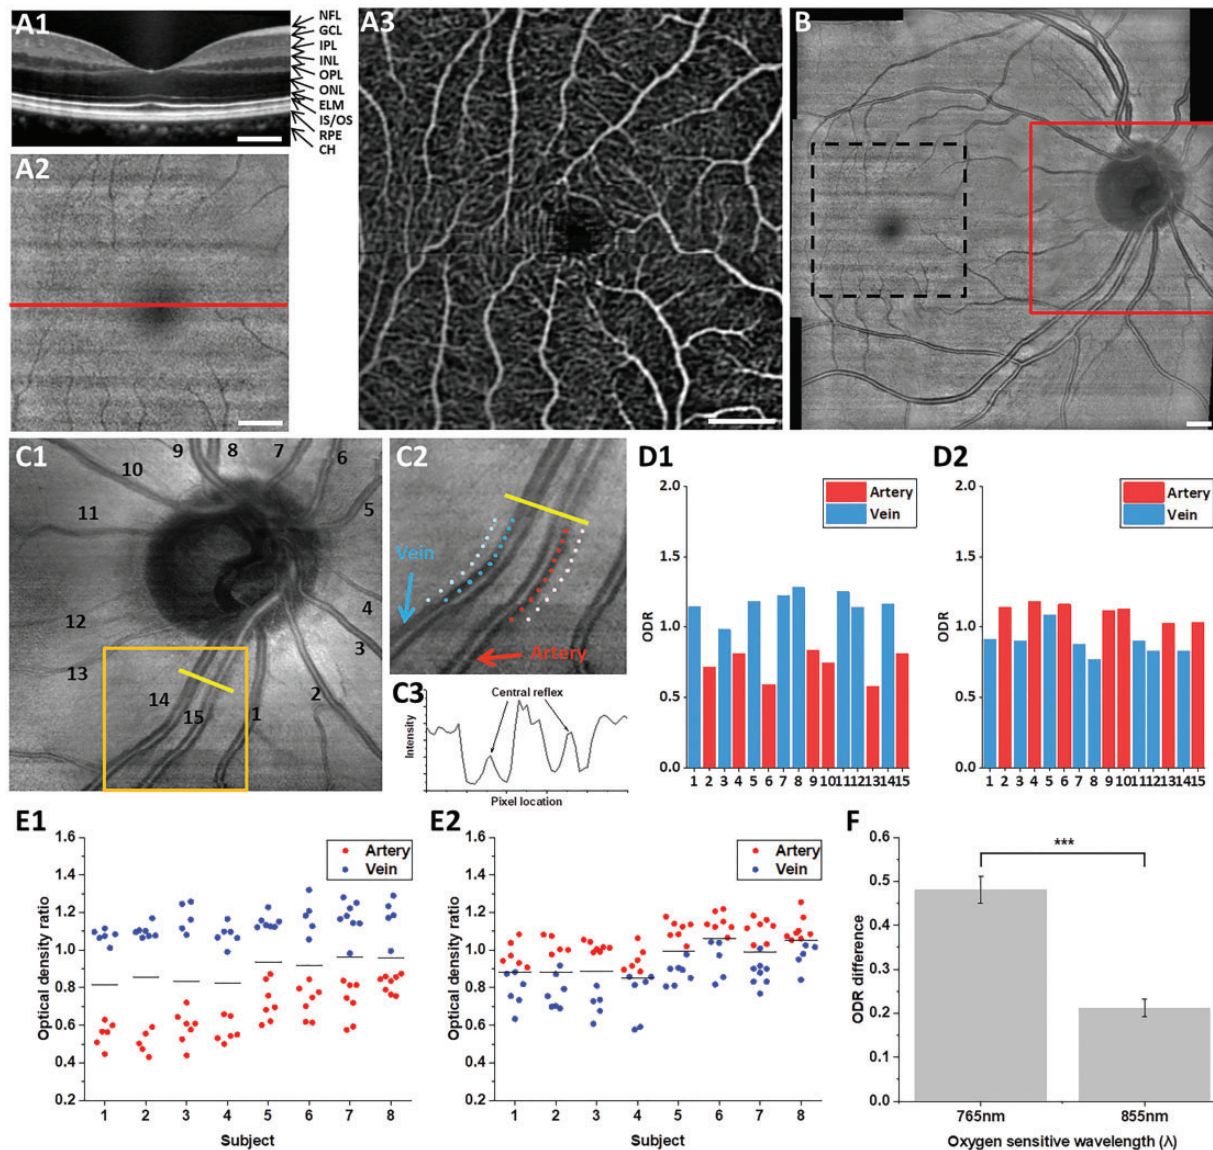 A1
NFL
GCL
IPL
INL
OPL
ONL
ELM
IS/OS
RPE
CH
A2
A3
B
C1
1
2
3
4
5
6
7
8
9
10
11
12
13
14
15
C2
Vein
Artery
C3
Central reflex
Intensity
Pixel location
D1
Artery
Vein
2.0
1.5
1.0
0.5
0.0
ODR
1 2 3 4 5 6 7 8 9 10 11 12 13 14 15
D2
Artery
Vein
2.0
1.5
1.0
0.5
0.0
ODR
1 2 3 4 5 6 7 8 9 10 11 12 13 14 15
E1
Artery
Vein
1.6
1.4
1.2
1.0
0.8
0.6
0.4
0.2
Optical density ratio
1 2 3 4 5 6 7 8
Subject
E2
Artery
Vein
1.6
1.4
1.2
1.0
0.8
0.6
0.4
0.2
Optical density ratio
1 2 3 4 5 6 7 8
Subject
F
***
0.6
0.5
0.4
0.3
0.2
0.1
0.0
ODR difference
765nm 855nm
Oxygen sensitive wavelength (λ)